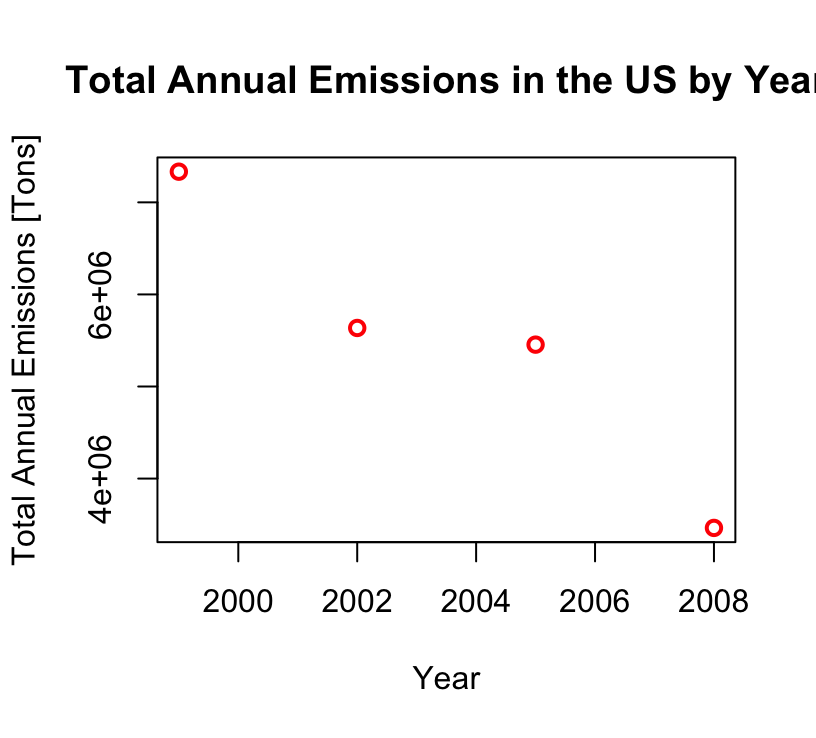 Total Annual Emissions in the US by Year
Total Annual Emissions [Tons]
6e+06
4e+06
2000 2002 2004 2006 2008
Year